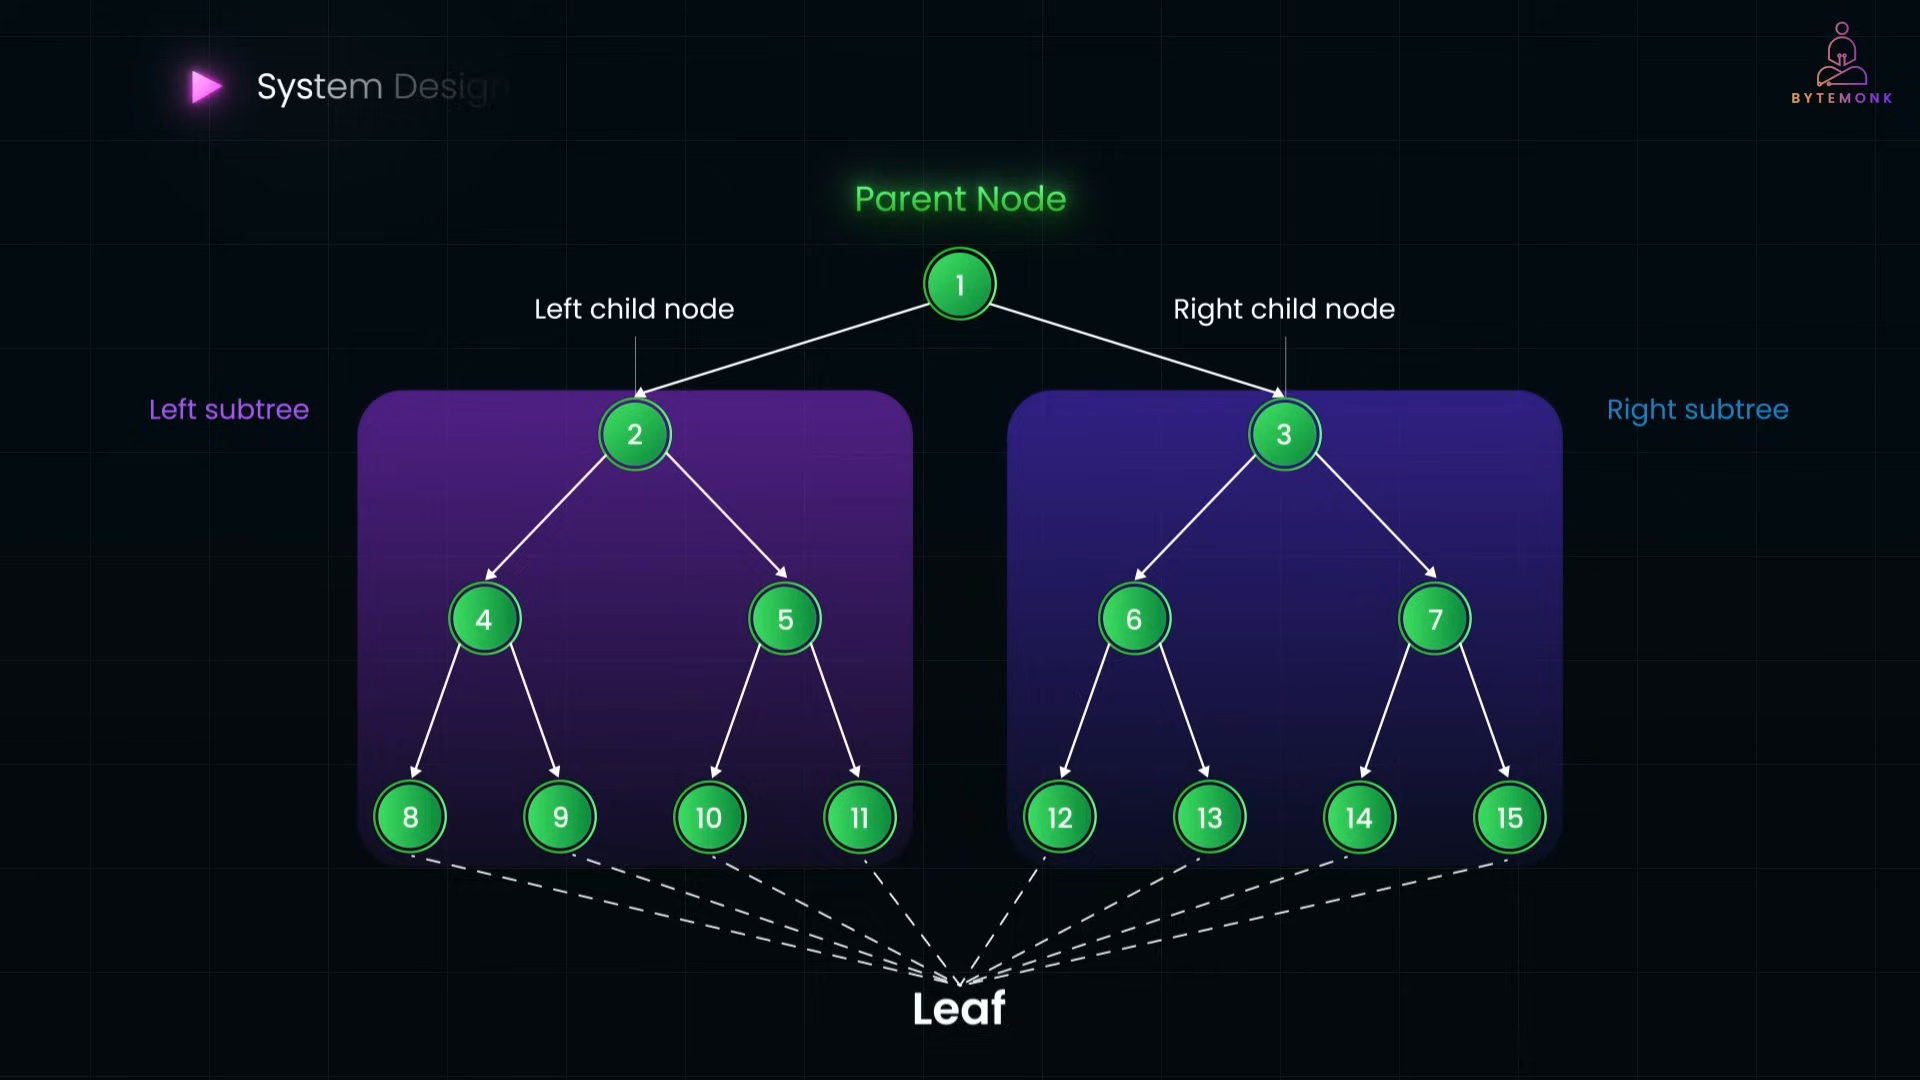 System Design
BYTEMONK
Parent Node
1
Left child node
Right child node
Left subtree
Right subtree
2
3
4
5
6
7
8
9
10
11
12
13
14
15
Leaf